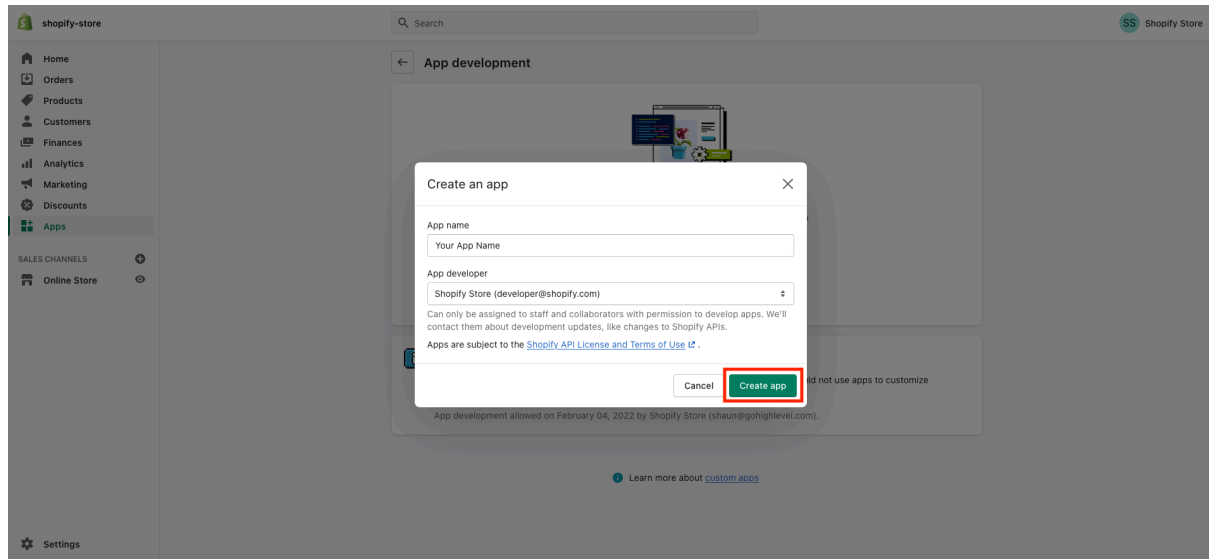 shopify-store
Search
SS Shopify Store
Home
Orders
Products
Customers
Finances
Analytics
Marketing
Discounts
Apps
SALES CHANNELS
Online Store
Settings
App development
Create an app
App name
Your App Name
App developer
Shopify Store (developer@shopify.com)
Can only be assigned to staff and collaborators with permission to develop apps. We'll
contact them about development updates, like changes to Shopify APIs.
Apps are subject to the Shopify API License and Terms of Use .
Cancel
Create app
not use apps to customize
App development allowed on February 04, 2022 by Shopify Store (shaun@gohighlevel.com).
Learn more about custom apps